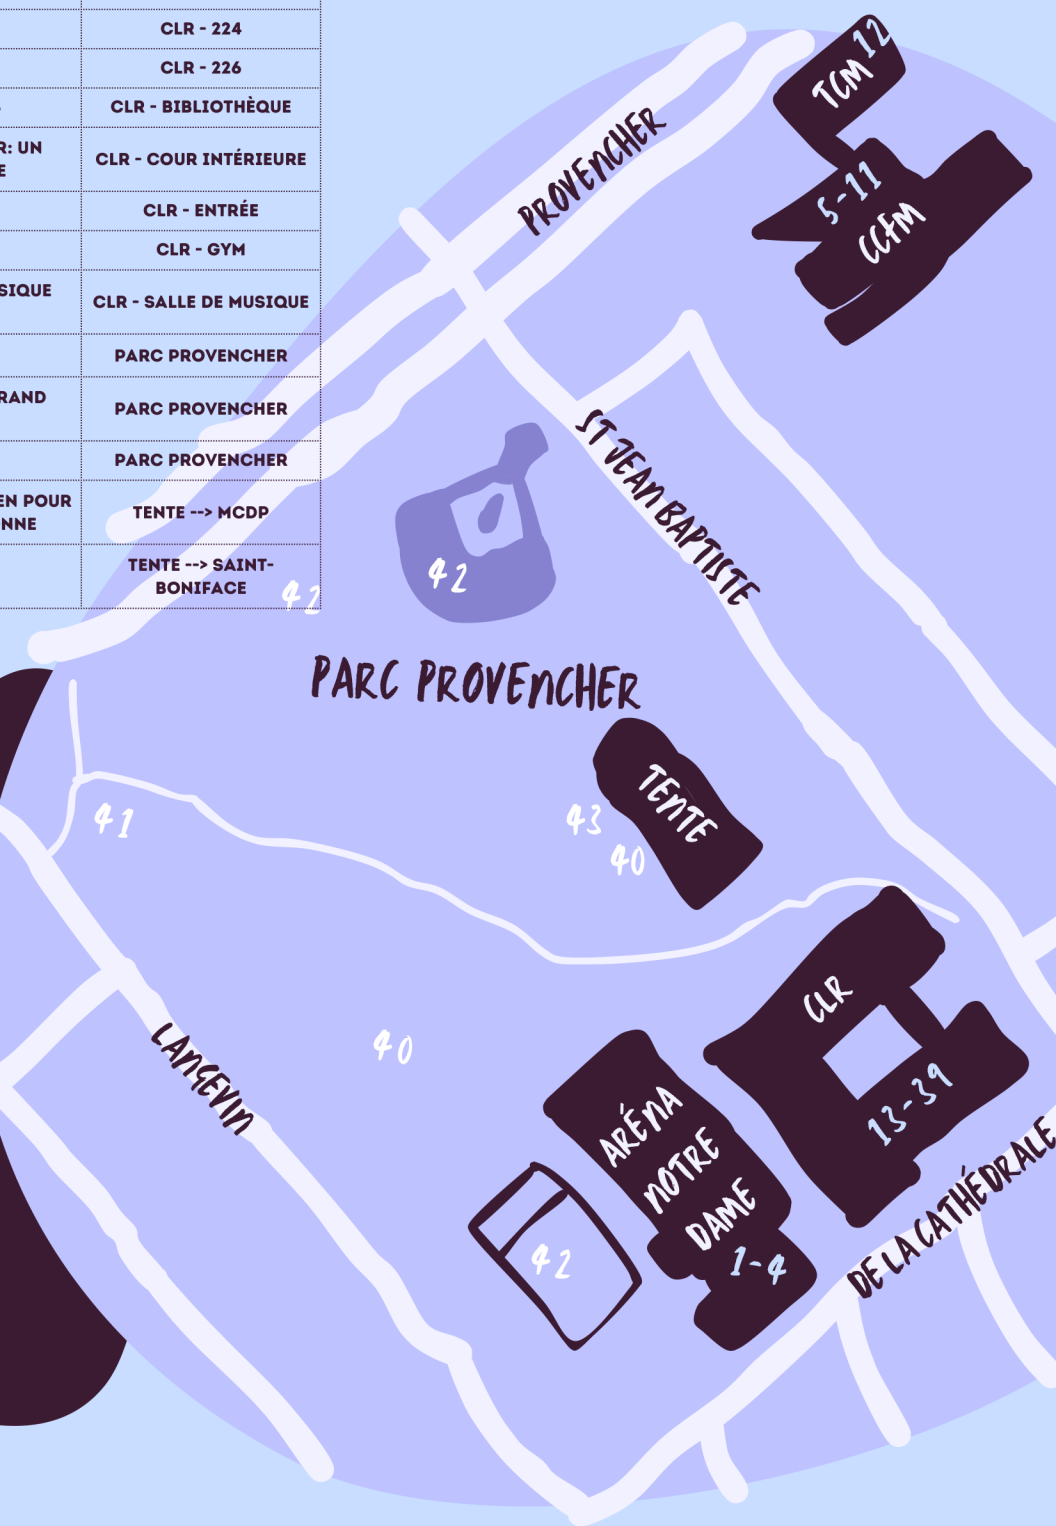 CLR - 224
CLR - 226
CLR - BIBLIOTHÈQUE
R: UN
E
CLR - COUR INTÉRIEURE
CLR - ENTRÉE
CLR - GYM
SIQUE
CLR - SALLE DE MUSIQUE
PARC PROVENCHER
RAND
PARC PROVENCHER
PARC PROVENCHER
EN POUR
NNE
TENTE --> MCDP
TENTE --> SAINT-
BONIFACE
42
TCM 12
5-11
CCFM
PROVENCHER
ST JEAN BAPTISTE
42
PARC PROVENCHER
TENTE
43
40
41
CLR
13-39
40
LANGEVIN
ARÉNA
NOTRE
DAME
1-4
42
DE LA CATHÉDRALE